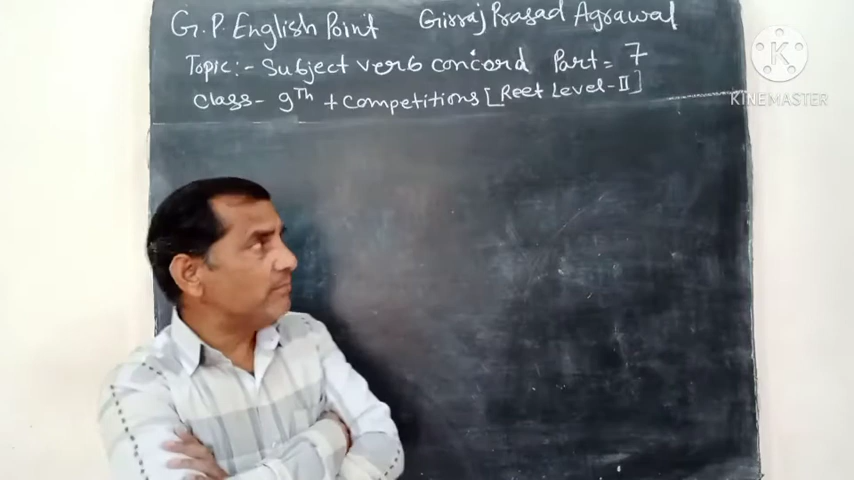 G.P. English Point Girraj Prasad Agrawal
Topic:- Subject verb concord Part = 7
Class- 9Th + Competitions [Reet Level-II]
KINEMASTER